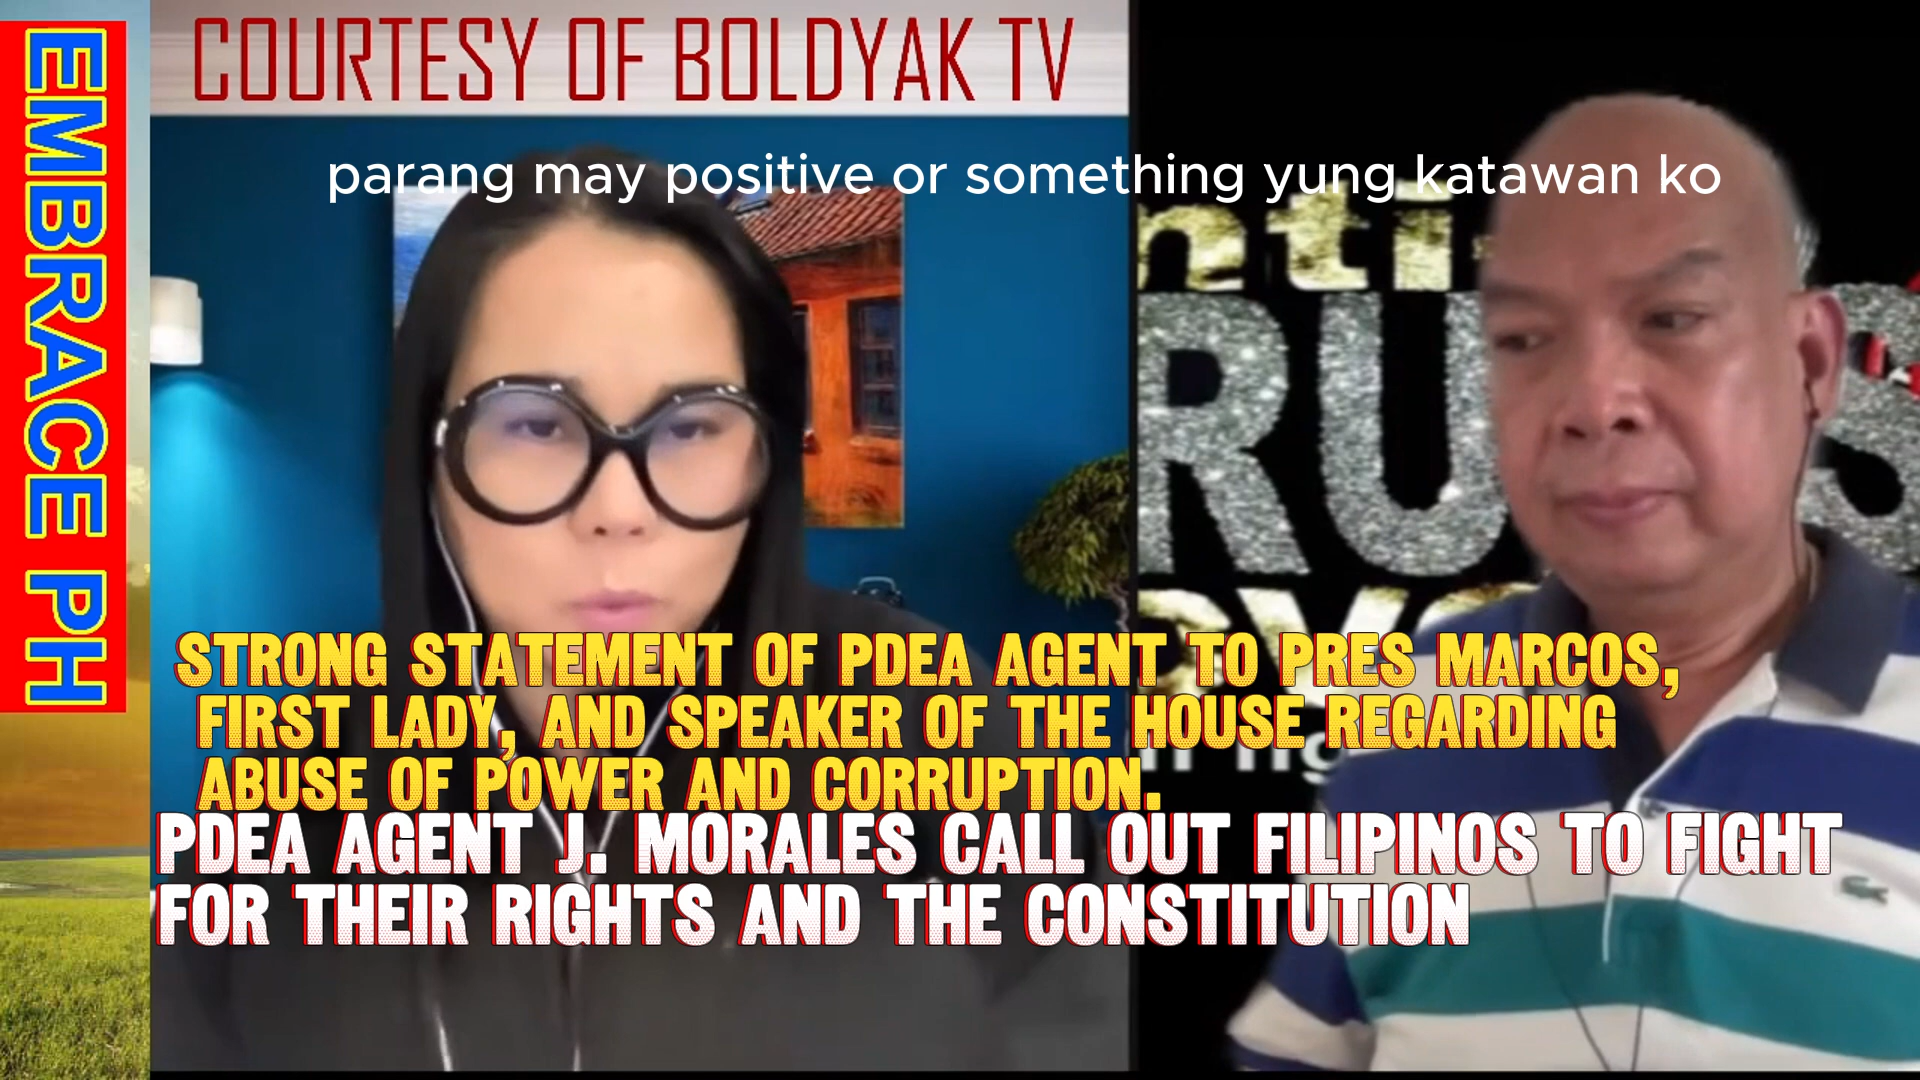 EMBRACE PH
COURTESY OF BOLDYAK TV
parang may positive or something yung katawan ko
nti
RU
STRONG STATEMENT OF PDEA AGENT TO PRES MARCOS,
FIRST LADY, AND SPEAKER OF THE HOUSE REGARDING
ABUSE OF POWER AND CORRUPTION.
PDEA AGENT J. MORALES CALL OUT FILIPINOS TO FIGHT
FOR THEIR RIGHTS AND THE CONSTITUTION